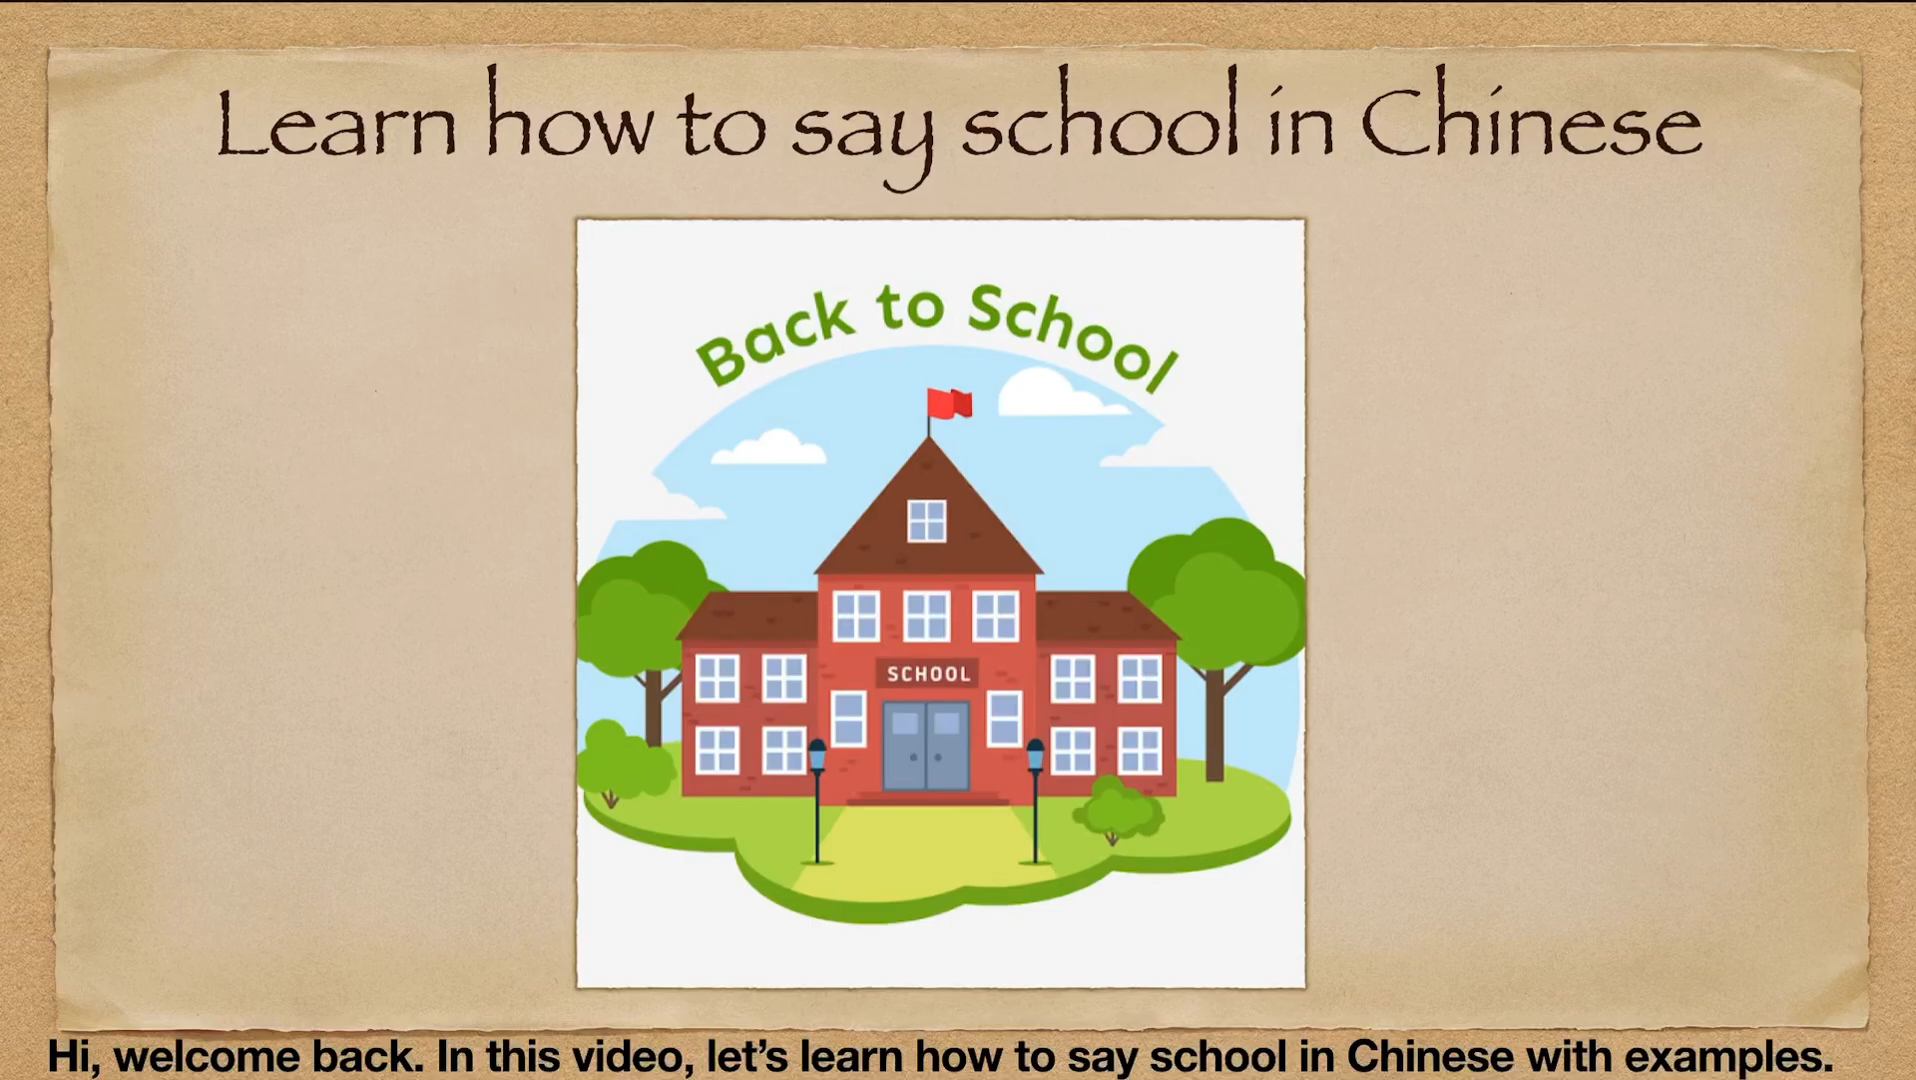 Learn how to say school in Chinese
Back to School
SCHOOL
Hi, welcome back. In this video, let’s learn how to say school in Chinese with examples.